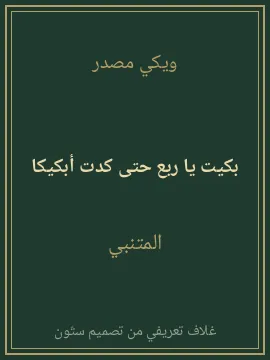 ويكي مصدر
بكيت يا ربع حتى كدت أبكيكا
المتنبي
غلاف تعريفي من تصميم سثون